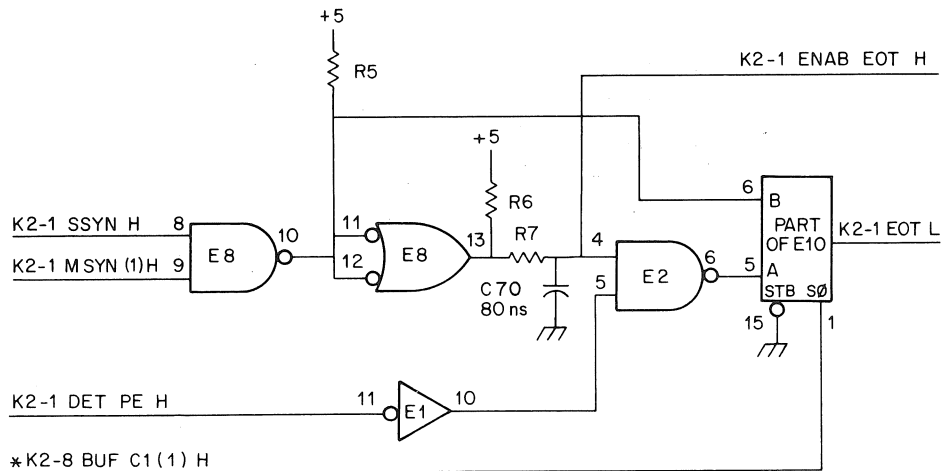 +5
R5
K2-1 ENAB EOT H
+5
R6
6
B
K2-1 SSYN H
8
E8
10
11
E8
13
R7
4
PART
OF E10
K2-1 EOT L
K2-1 MSYN (1) H
9
12
C70
80 ns
5
E2
6
5
A
STB SØ
15
1
K2-1 DET PE H
11
E1
10
*K2-8 BUF C1 (1) H